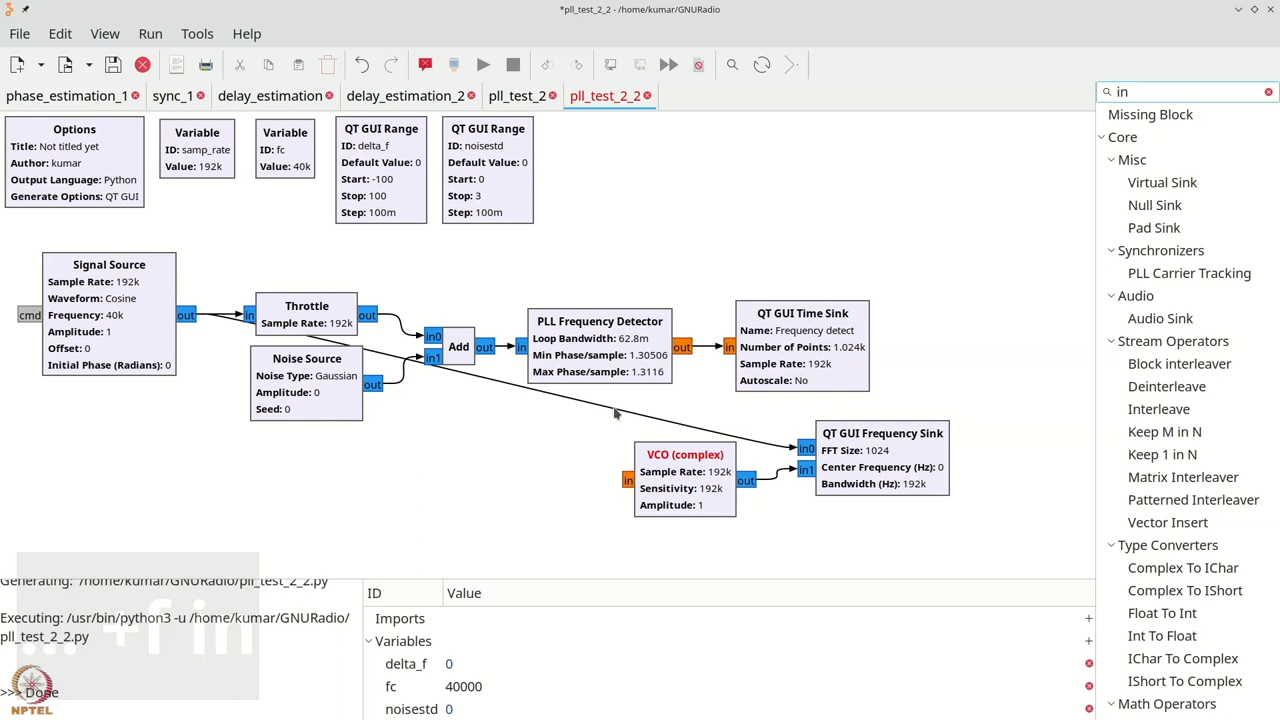 *pll_test_2_2 - /home/kumar/GNURadio
File Edit View Run Tools Help
phase_estimation_1 sync_1 delay_estimation delay_estimation_2 pll_test_2 pll_test_2_2
Options
Title: Not titled yet
Author: kumar
Output Language: Python
Generate Options: QT GUI
Variable
ID: samp_rate
Value: 192k
Variable
ID: fc
Value: 40k
QT GUI Range
ID: delta_f
Default Value: 0
Start: -100
Stop: 100
Step: 100m
QT GUI Range
ID: noisestd
Default Value: 0
Start: 0
Stop: 3
Step: 100m
Signal Source
Sample Rate: 192k
Waveform: Cosine
Frequency: 40k
Amplitude: 1
Offset: 0
Initial Phase (Radians): 0
cmd
out
in
Throttle
Sample Rate: 192k
out
Noise Source
Noise Type: Gaussian
Amplitude: 0
Seed: 0
out
in0
in1
Add
out
in
PLL Frequency Detector
Loop Bandwidth: 62.8m
Min Phase/sample: 1.30506
Max Phase/sample: 1.3116
out
in
QT GUI Time Sink
Name: Frequency detect
Number of Points: 1.024k
Sample Rate: 192k
Autoscale: No
in
VCO (complex)
Sample Rate: 192k
Sensitivity: 192k
Amplitude: 1
out
in0
in1
QT GUI Frequency Sink
FFT Size: 1024
Center Frequency (Hz): 0
Bandwidth (Hz): 192k
in
Missing Block
Core
Misc
Virtual Sink
Null Sink
Pad Sink
Synchronizers
PLL Carrier Tracking
Audio
Audio Sink
Stream Operators
Block interleaver
Deinterleave
Interleave
Keep M in N
Keep 1 in N
Matrix Interleaver
Patterned Interleaver
Vector Insert
Type Converters
Complex To IChar
Complex To IShort
Float To Int
Int To Float
IChar To Complex
IShort To Complex
Math Operators
Generating: '/home/kumar/GNURadio/pll_test_2_2.py'
Executing: /usr/bin/python3 -u /home/kumar/GNURadio/
pll_test_2_2.py
>>> Done
... +f in
NPTEL
ID Value
Imports
Variables
delta_f 0
fc 40000
noisestd 0